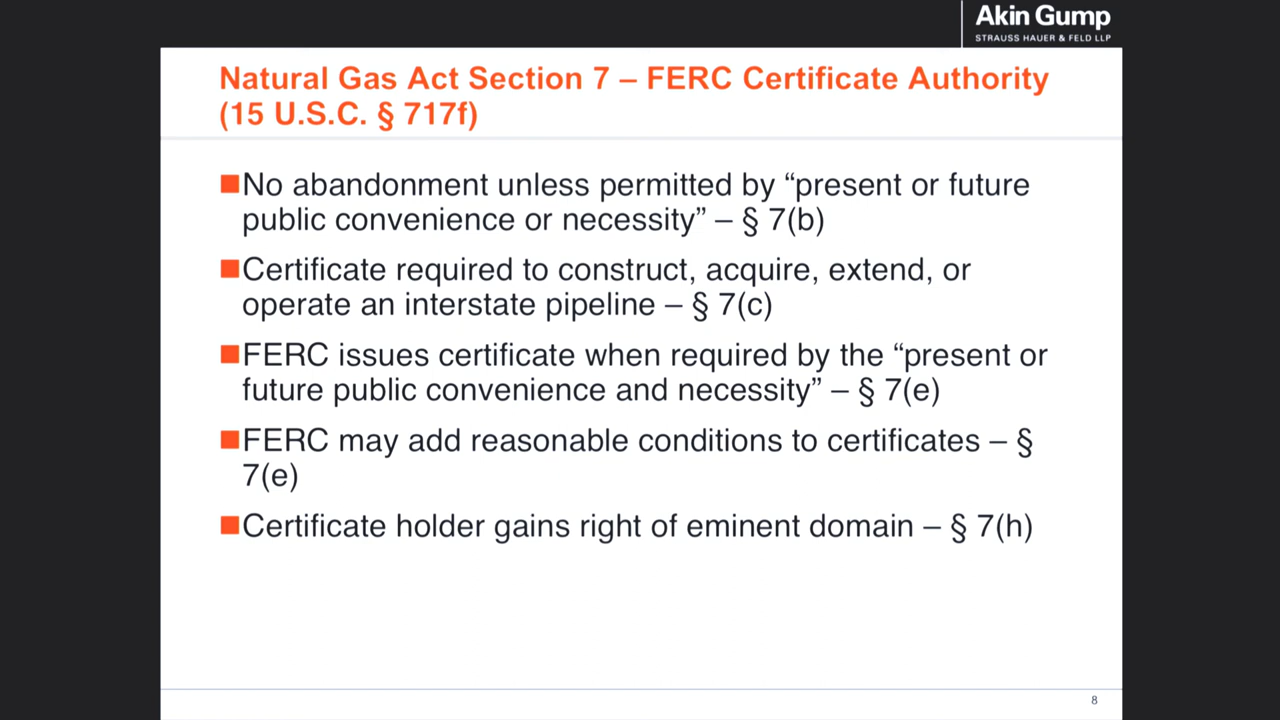 Akin Gump
STRAUSS HAUER & FELD LLP
Natural Gas Act Section 7 – FERC Certificate Authority
(15 U.S.C. § 717f)
No abandonment unless permitted by “present or future
public convenience or necessity” – § 7(b)
Certificate required to construct, acquire, extend, or
operate an interstate pipeline – § 7(c)
FERC issues certificate when required by the “present or
future public convenience and necessity” – § 7(e)
FERC may add reasonable conditions to certificates – §
7(e)
Certificate holder gains right of eminent domain – § 7(h)
8